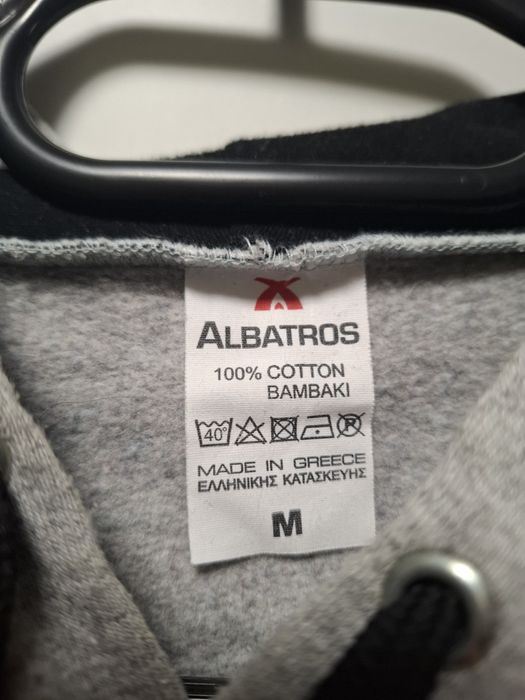 ALBATROS
100% COTTON
BAMBAKI
40°
MADE IN GREECE
ΕΛΛΗΝΙΚΗΣ ΚΑΤΑΣΚΕΥΗΣ
M